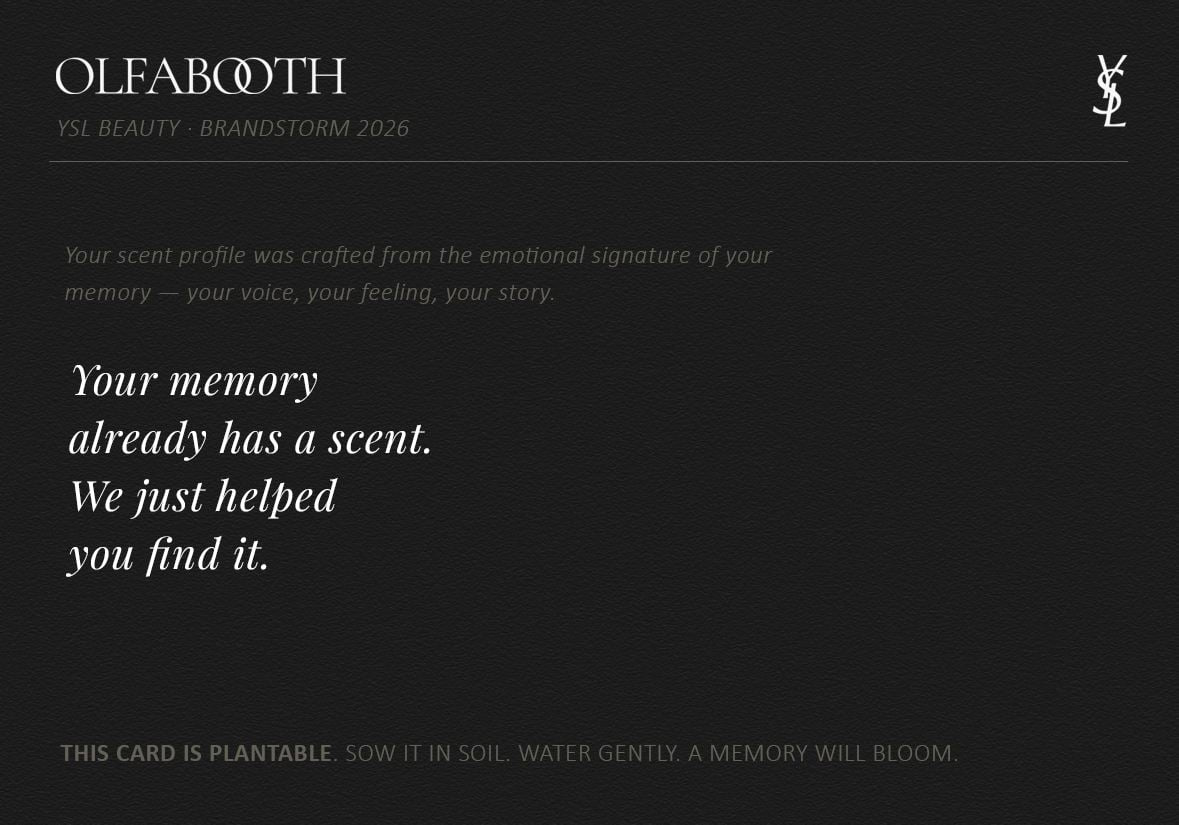 OLFABOOTH
YSL
YSL BEAUTY · BRANDSTORM 2026
Your scent profile was crafted from the emotional signature of your
memory — your voice, your feeling, your story.
Your memory
already has a scent.
We just helped
you find it.
THIS CARD IS PLANTABLE. SOW IT IN SOIL. WATER GENTLY. A MEMORY WILL BLOOM.